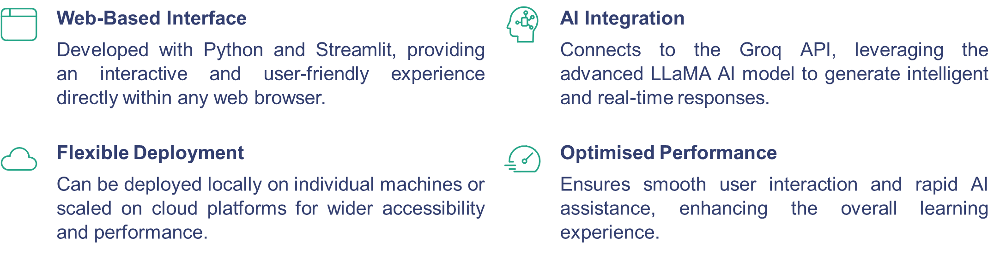 Web-Based Interface
Developed with Python and Streamlit, providing
an interactive and user-friendly experience
directly within any web browser.
AI Integration
Connects to the Groq API, leveraging the
advanced LLaMA AI model to generate intelligent
and real-time responses.
Flexible Deployment
Can be deployed locally on individual machines or
scaled on cloud platforms for wider accessibility
and performance.
Optimised Performance
Ensures smooth user interaction and rapid AI
assistance, enhancing the overall learning
experience.